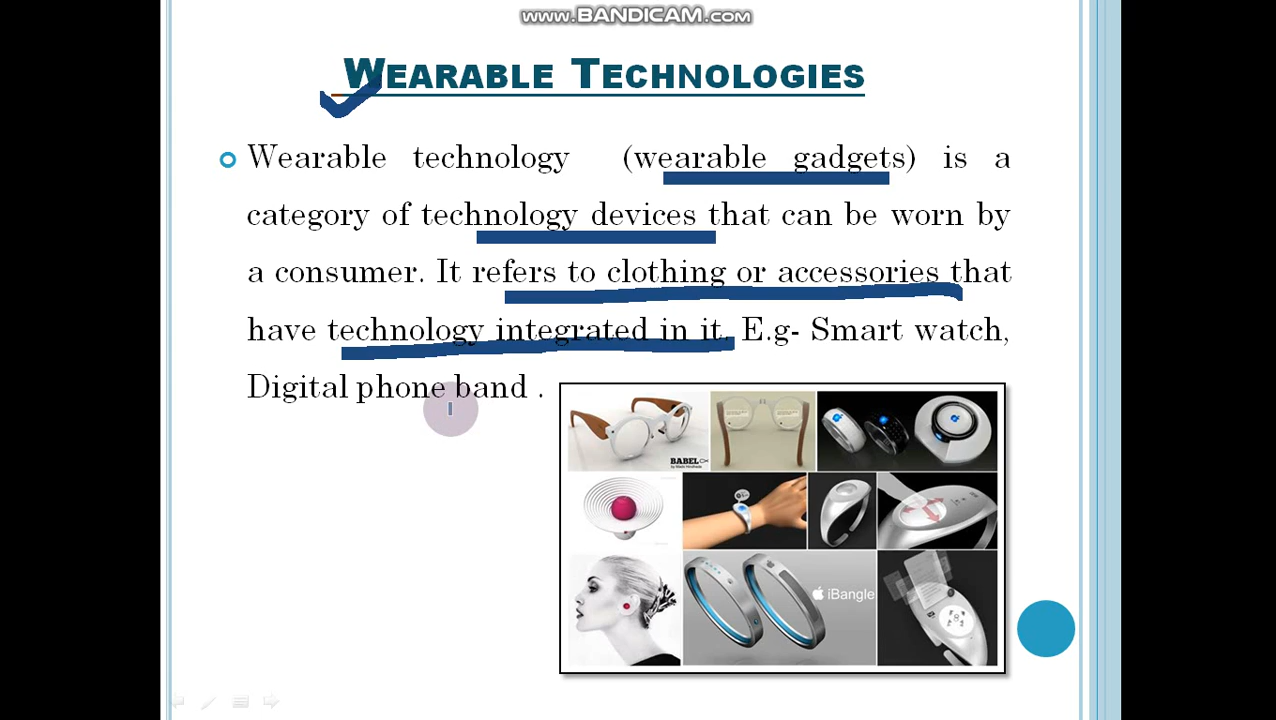 www.BANDICAM.com
WEARABLE TECHNOLOGIES
Wearable technology (wearable gadgets) is a
category of technology devices that can be worn by
a consumer. It refers to clothing or accessories that
have technology integrated in it. E.g- Smart watch,
Digital phone band .
BABEL
iBangle